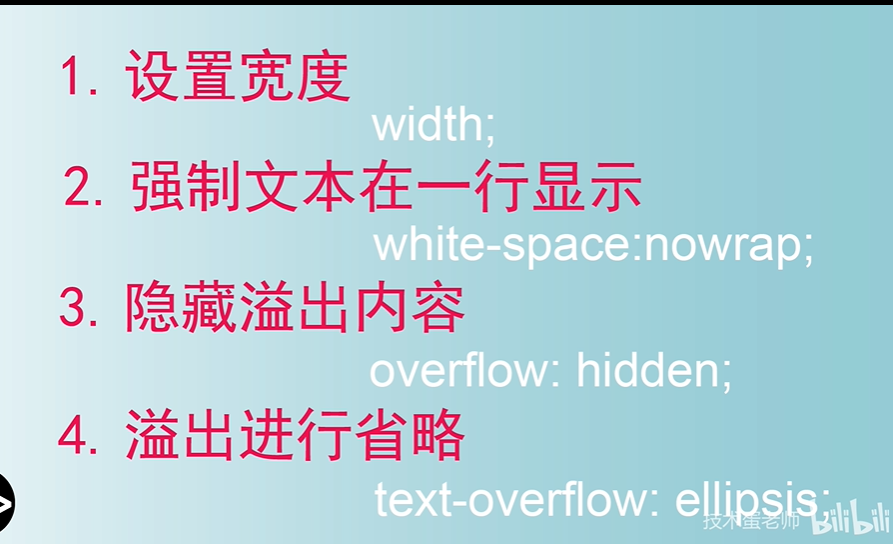 1. 设置宽度
width;
2. 强制文本在一行显示
white-space:nowrap;
3. 隐藏溢出内容
overflow: hidden;
4. 溢出进行省略
text-overflow: ellipsis;
技术蛋老师 bilibili